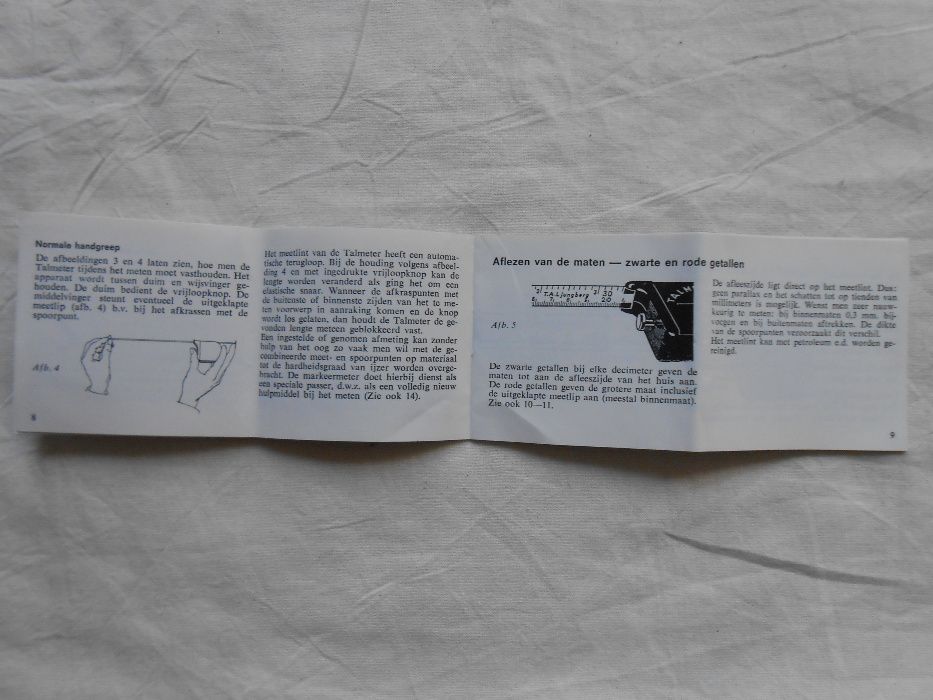 Normale handgreep
De afbeeldingen 3 en 4 laten zien, hoe men de
Talmeter tijdens het meten moet vasthouden. Het
apparaat wordt tussen duim en wijsvinger ge-
houden. De duim bedient de vrijloopknop. De
middelvinger steunt eventueel de uitgeklapte
meetlip (afb. 4) b.v. bij het afkrassen met de
spoorpunt.
Afb. 4
8
Het meetlint van de Talmeter heeft een automa-
tische terugloop. Bij de houding volgens afbeel-
ding 4 en met ingedrukte vrijloopknop kan de
lengte worden veranderd als ging het om een
elastische snaar. Wanneer de afkraspunten met
de buitenste of binnenste zijden van het te me-
ten voorwerp in aanraking komen en de knop
wordt los gelaten, dan houdt de Talmeter de ge-
vonden lengte meteen geblokkeerd vast.
Een ingestelde of genomen afmeting kan zonder
hulp van het oog zo vaak men wil met de ge-
combineerde meet- en spoorpunten op materiaal
tot de hardheidsgraad van ijzer worden overge-
bracht. De markeermeter doet hierbij dienst als
een speciale passer, d.w.z. als een volledig nieuw
hulpmiddel bij het meten (Zie ook 14).
Aflezen van de maten — zwarte en rode getallen
T.A.Ljungberg
30
20
TALM
Afb. 5
De zwarte getallen bij elke decimeter geven de
maten tot aan de afleeszijde van het huis aan.
De rode getallen geven de grotere maat inclusief
de uitgeklapte meetlip aan (meestal binnenmaat).
Zie ook 10—11.
De afleeszijde ligt direct op het meetlint. Dus:
geen parallax en het schatten tot op tienden van
millimeters is mogelijk. Wenst men zeer nauw-
keurig te meten: bij binnenmaten 0,3 mm. bij-
voegen en bij buitenmaten aftrekken. De dikte
van de spoorpunten veroorzaakt dit verschil.
Het meetlint kan met petroleum e.d. worden ge-
reinigd.
9